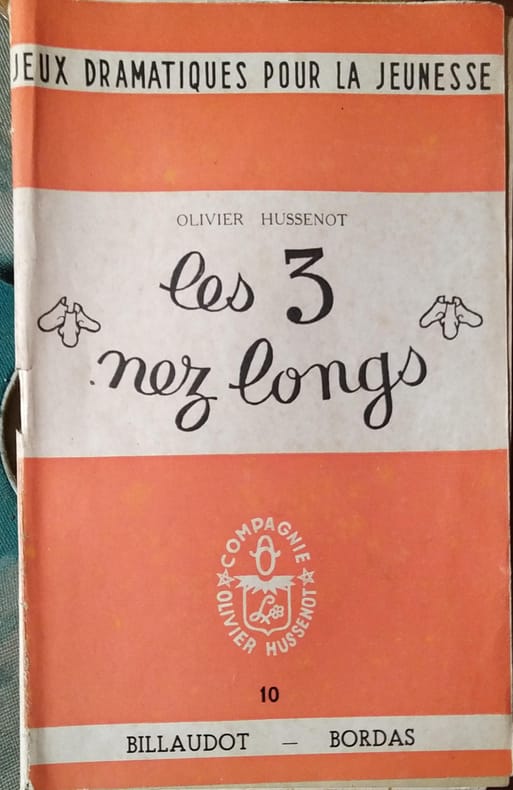 JEUX DRAMATIQUES POUR LA JEUNESSE
OLIVIER HUSSENOT
les 3
nez longs
COMPAGNIE
OLIVIER HUSSENOT
10
BILLAUDOT — BORDAS